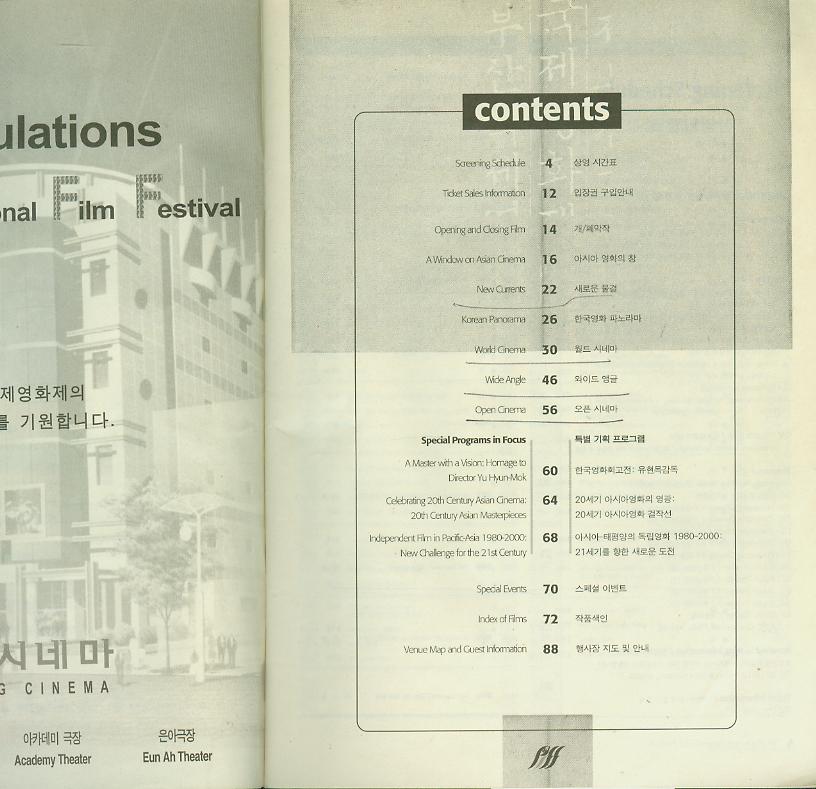 ulations
onal Film Festival
제영화제의
를 기원합니다.
시네마
G CINEMA
아카데미 극장
Academy Theater
은아극장
Eun Ah Theater
부산
국제
contents
Screening Schedule 4 상영 시간표
Ticket Sales Information 12 입장권 구입안내
Opening and Closing Film 14 개/폐막작
A Window on Asian Cinema 16 아시아 영화의 창
New Currents 22 새로운 물결
Korean Panorama 26 한국영화 파노라마
World Cinema 30 월드 시네마
Wide Angle 46 와이드 앵글
Open Cinema 56 오픈 시네마
Special Programs in Focus 특별 기획 프로그램
A Master with a Vision: Homage to
Director Yu Hyun-Mok 60 한국영화회고전: 유현목감독
Celebrating 20th Century Asian Cinema: 64 20세기 아시아영화의 영광:
20th Century Asian Masterpieces 20세기 아시아영화 걸작선
Independent Film in Pacific-Asia 1980-2000: 68 아시아-태평양의 독립영화 1980-2000:
New Challenge for the 21st Century 21세기를 향한 새로운 도전
Special Events 70 스페셜 이벤트
Index of Films 72 작품색인
Venue Map and Guest Information 88 행사장 지도 및 안내